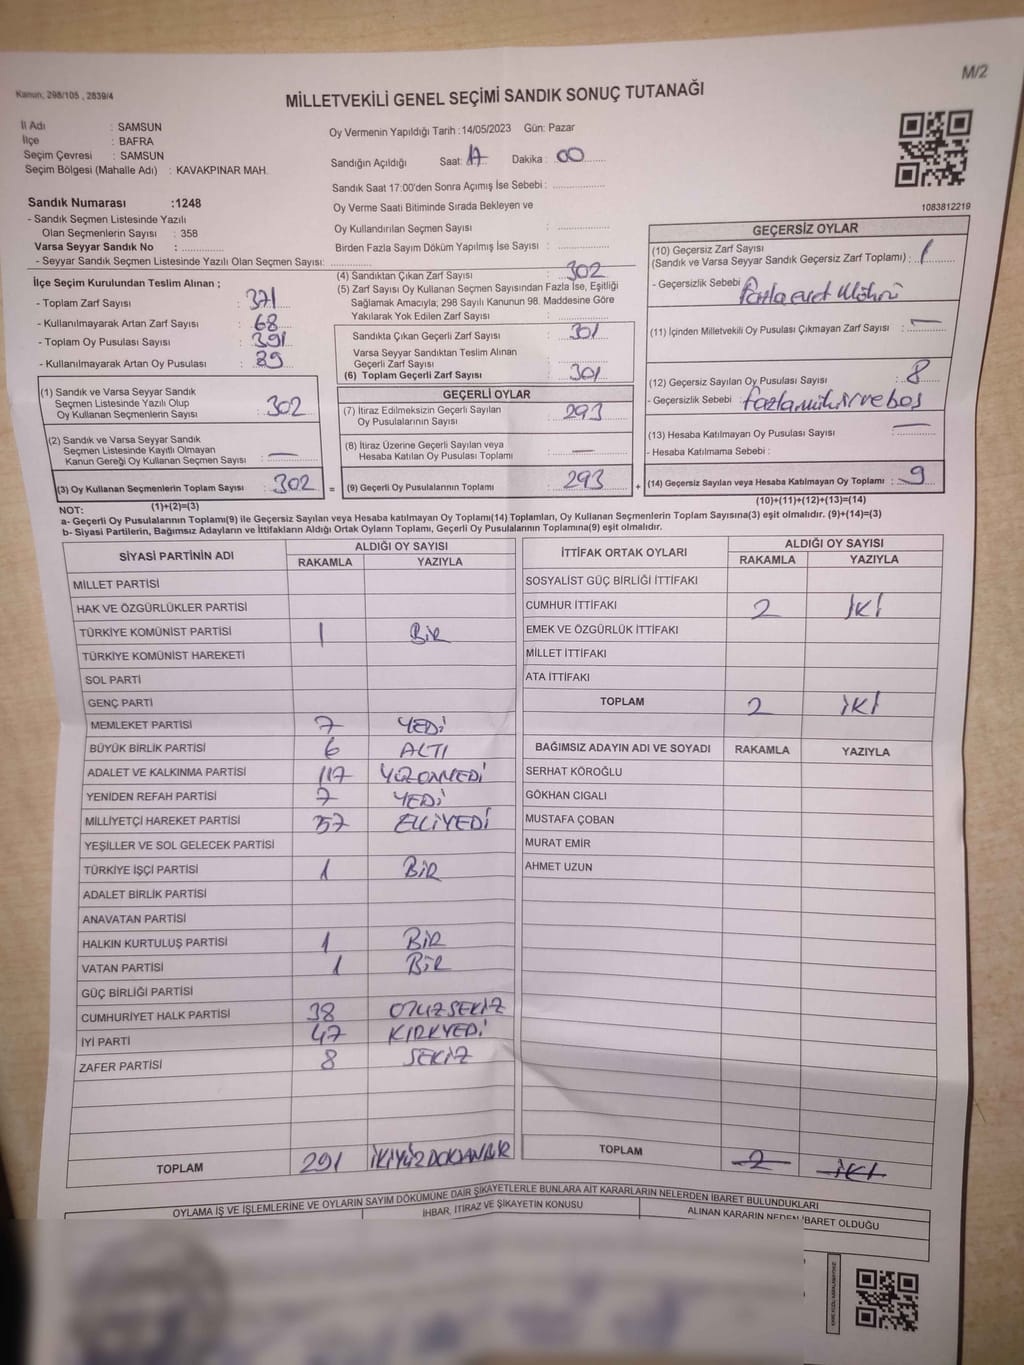 M/2
Kanun, 298/105 , 2839/4
MİLLETVEKİLİ GENEL SEÇİMİ SANDIK SONUÇ TUTANAĞI
İl Adı : SAMSUN
İlçe : BAFRA
Seçim Çevresi : SAMSUN
Seçim Bölgesi (Mahalle Adı) : KAVAKPINAR MAH.
Sandık Numarası :1248
- Sandık Seçmen Listesinde Yazılı
Olan Seçmenlerin Sayısı : 358
Varsa Seyyar Sandık No : ..............
- Seyyar Sandık Seçmen Listesinde Yazılı Olan Seçmen Sayısı: ..............
Oy Vermenin Yapıldığı Tarih :14/05/2023 Gün: Pazar
Sandığın Açıldığı Saat: 17 Dakika : 00
Sandık Saat 17:00'den Sonra Açımış İse Sebebi : ..............
Oy Verme Saati Bitiminde Sırada Bekleyen ve
Oy Kullandırılan Seçmen Sayısı : ..............
Birden Fazla Sayım Döküm Yapılmış İse Sayısı : ..............
1083812219
İlçe Seçim Kurulundan Teslim Alınan ;
- Toplam Zarf Sayısı : 371
- Kullanılmayarak Artan Zarf Sayısı : 68
- Toplam Oy Pusulası Sayısı : 391
- Kullanılmayarak Artan Oy Pusulası : 89
(1) Sandık ve Varsa Seyyar Sandık
Seçmen Listesinde Yazılı Olup
Oy Kullanan Seçmenlerin Sayısı : 302
(2) Sandık ve Varsa Seyyar Sandık
Seçmen Listesinde Kayıtlı Olmayan
Kanun Gereği Oy Kullanan Seçmen Sayısı : —
(3) Oy Kullanan Seçmenlerin Toplam Sayısı : 302
(1)+(2)=(3)
(4) Sandıktan Çıkan Zarf Sayısı : 302
(5) Zarf Sayısı Oy Kullanan Seçmen Sayısından Fazla İse, Eşitliği
Sağlamak Amacıyla; 298 Sayılı Kanunun 98. Maddesine Göre
Yakılarak Yok Edilen Zarf Sayısı : ..............
Sandıkta Çıkan Geçerli Zarf Sayısı : 301
Varsa Seyyar Sandıktan Teslim Alınan
Geçerli Zarf Sayısı : ..............
(6) Toplam Geçerli Zarf Sayısı : 301
GEÇERLİ OYLAR
(7) İtiraz Edilmeksizin Geçerli Sayılan
Oy Pusulalarının Sayısı : 293
(8) İtiraz Üzerine Geçerli Sayılan veya
Hesaba Katılan Oy Pusulası Toplamı : —
= (9) Geçerli Oy Pusulalarının Toplamı : 293
GEÇERSİZ OYLAR
(10) Geçersiz Zarf Sayısı
(Sandık ve Varsa Seyyar Sandık Geçersiz Zarf Toplamı) : 1
- Geçersizlik Sebebi : Fazla evet Mührü
(11) İçinden Milletvekili Oy Pusulası Çıkmayan Zarf Sayısı : —
(12) Geçersiz Sayılan Oy Pusulası Sayısı : 8
- Geçersizlik Sebebi : fazla mühür ve boş
(13) Hesaba Katılmayan Oy Pusulası Sayısı : —
- Hesaba Katılmama Sebebi :
+ (14) Geçersiz Sayılan veya Hesaba Katılmayan Oy Toplamı : 9
(10)+(11)+(12)+(13)=(14)
NOT:
a- Geçerli Oy Pusulalarının Toplamı(9) ile Geçersiz Sayılan veya Hesaba katılmayan Oy Toplamı(14) Toplamları, Oy Kullanan Seçmenlerin Toplam Sayısına(3) eşit olmalıdır. (9)+(14)=(3)
b- Siyasi Partilerin, Bağımsız Adayların ve İttifakların Aldığı Ortak Oyların Toplamı, Geçerli Oy Pusulalarının Toplamına(9) eşit olmalıdır.
SİYASİ PARTİNİN ADI ALDIĞI OY SAYISI
RAKAMLA YAZIYLA
MİLLET PARTİSİ
HAK VE ÖZGÜRLÜKLER PARTİSİ
TÜRKİYE KOMÜNİST PARTİSİ 1 BİR
TÜRKİYE KOMÜNİST HAREKETİ
SOL PARTİ
GENÇ PARTİ
MEMLEKET PARTİSİ 7 YEDİ
BÜYÜK BİRLİK PARTİSİ 6 ALTI
ADALET VE KALKINMA PARTİSİ 117 YÜZONYEDİ
YENİDEN REFAH PARTİSİ 7 YEDİ
MİLLİYETÇİ HAREKET PARTİSİ 57 ELLİYEDİ
YEŞİLLER VE SOL GELECEK PARTİSİ
TÜRKİYE İŞÇİ PARTİSİ 1 BİR
ADALET BİRLİK PARTİSİ
ANAVATAN PARTİSİ
HALKIN KURTULUŞ PARTİSİ 1 BİR
VATAN PARTİSİ 1 BİR
GÜÇ BİRLİĞİ PARTİSİ
CUMHURİYET HALK PARTİSİ 38 OTUZSEKİZ
İYİ PARTİ 47 KIRKYEDİ
ZAFER PARTİSİ 8 SEKİZ
TOPLAM 291 İKİYÜZDOKSANBİR
İTTİFAK ORTAK OYLARI ALDIĞI OY SAYISI
RAKAMLA YAZIYLA
SOSYALİST GÜÇ BİRLİĞİ İTTİFAKI
CUMHUR İTTİFAKI 2 İKİ
EMEK VE ÖZGÜRLÜK İTTİFAKI
MİLLET İTTİFAKI
ATA İTTİFAKI
TOPLAM 2 İKİ
BAĞIMSIZ ADAYIN ADI VE SOYADI RAKAMLA YAZIYLA
SERHAT KÖROĞLU
GÖKHAN CIGALI
MUSTAFA ÇOBAN
MURAT EMİR
AHMET UZUN
TOPLAM 2 İKİ
OYLAMA İŞ VE İŞLEMLERİNE VE OYLARIN SAYIM DÖKÜMÜNE DAİR ŞİKAYETLERLE BUNLARA AİT KARARLARIN NELERDEN İBARET BULUNDUKLARI
İHBAR, İTİRAZ VE ŞİKAYETİN KONUSU
ALINAN KARARIN NEDEN İBARET OLDUĞU